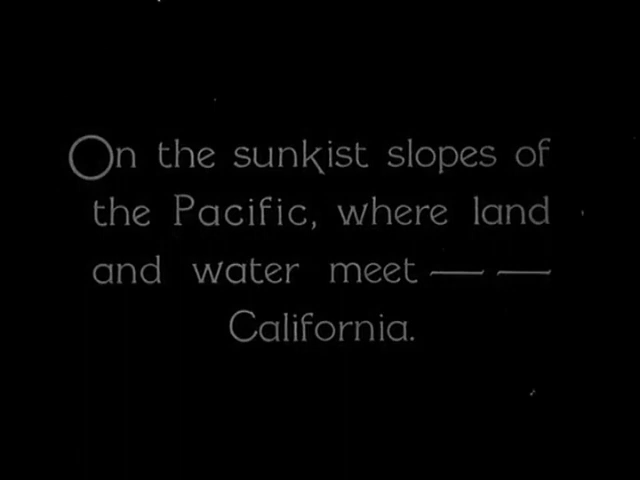 On the sunkist slopes of
the Pacific, where land
and water meet — —
California.